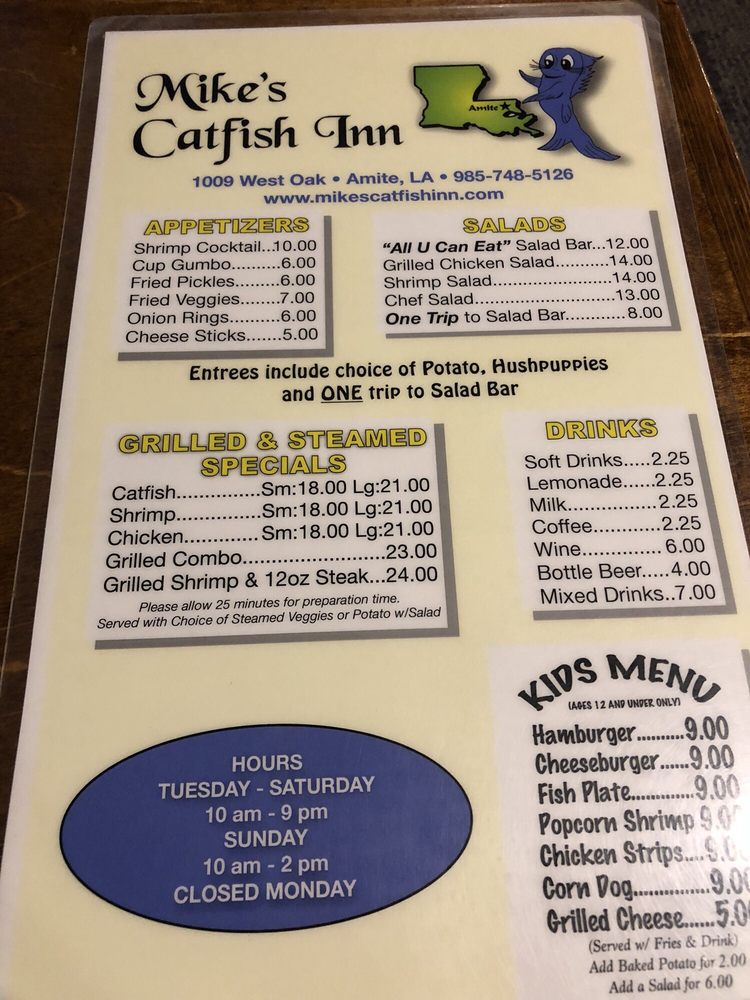 Mike's
Catfish Inn
Amite
1009 West Oak • Amite, LA • 985-748-5126
www.mikescatfishinn.com
APPETIZERS
Shrimp Cocktail...10.00
Cup Gumbo..........6.00
Fried Pickles........6.00
Fried Veggies.......7.00
Onion Rings.........6.00
Cheese Sticks......5.00
SALADS
"All U Can Eat" Salad Bar...12.00
Grilled Chicken Salad..........14.00
Shrimp Salad......................14.00
Chef Salad.........................13.00
One Trip to Salad Bar...........8.00
Entrees include choice of Potato, Hushpuppies
and ONE trip to Salad Bar
GRILLED & STEAMED
SPECIALS
Catfish...............Sm:18.00 Lg:21.00
Shrimp...............Sm:18.00 Lg:21.00
Chicken.............Sm:18.00 Lg:21.00
Grilled Combo.........................23.00
Grilled Shrimp & 12oz Steak...24.00
Please allow 25 minutes for preparation time.
Served with Choice of Steamed Veggies or Potato w/Salad
DRINKS
Soft Drinks.....2.25
Lemonade.....2.25
Milk................2.25
Coffee............2.25
Wine.............. 6.00
Bottle Beer.....4.00
Mixed Drinks..7.00
KIDS MENU
(AGES 12 AND UNDER ONLY)
Hamburger..........9.00
Cheeseburger......9.00
Fish Plate.............9.00
Popcorn Shrimp 9.0
Chicken Strips....9.0
Corn Dog..............9.00
Grilled Cheese......5.00
(Served w/ Fries & Drink)
Add Baked Potato for 2.00
Add a Salad for 6.00
HOURS
TUESDAY - SATURDAY
10 am - 9 pm
SUNDAY
10 am - 2 pm
CLOSED MONDAY